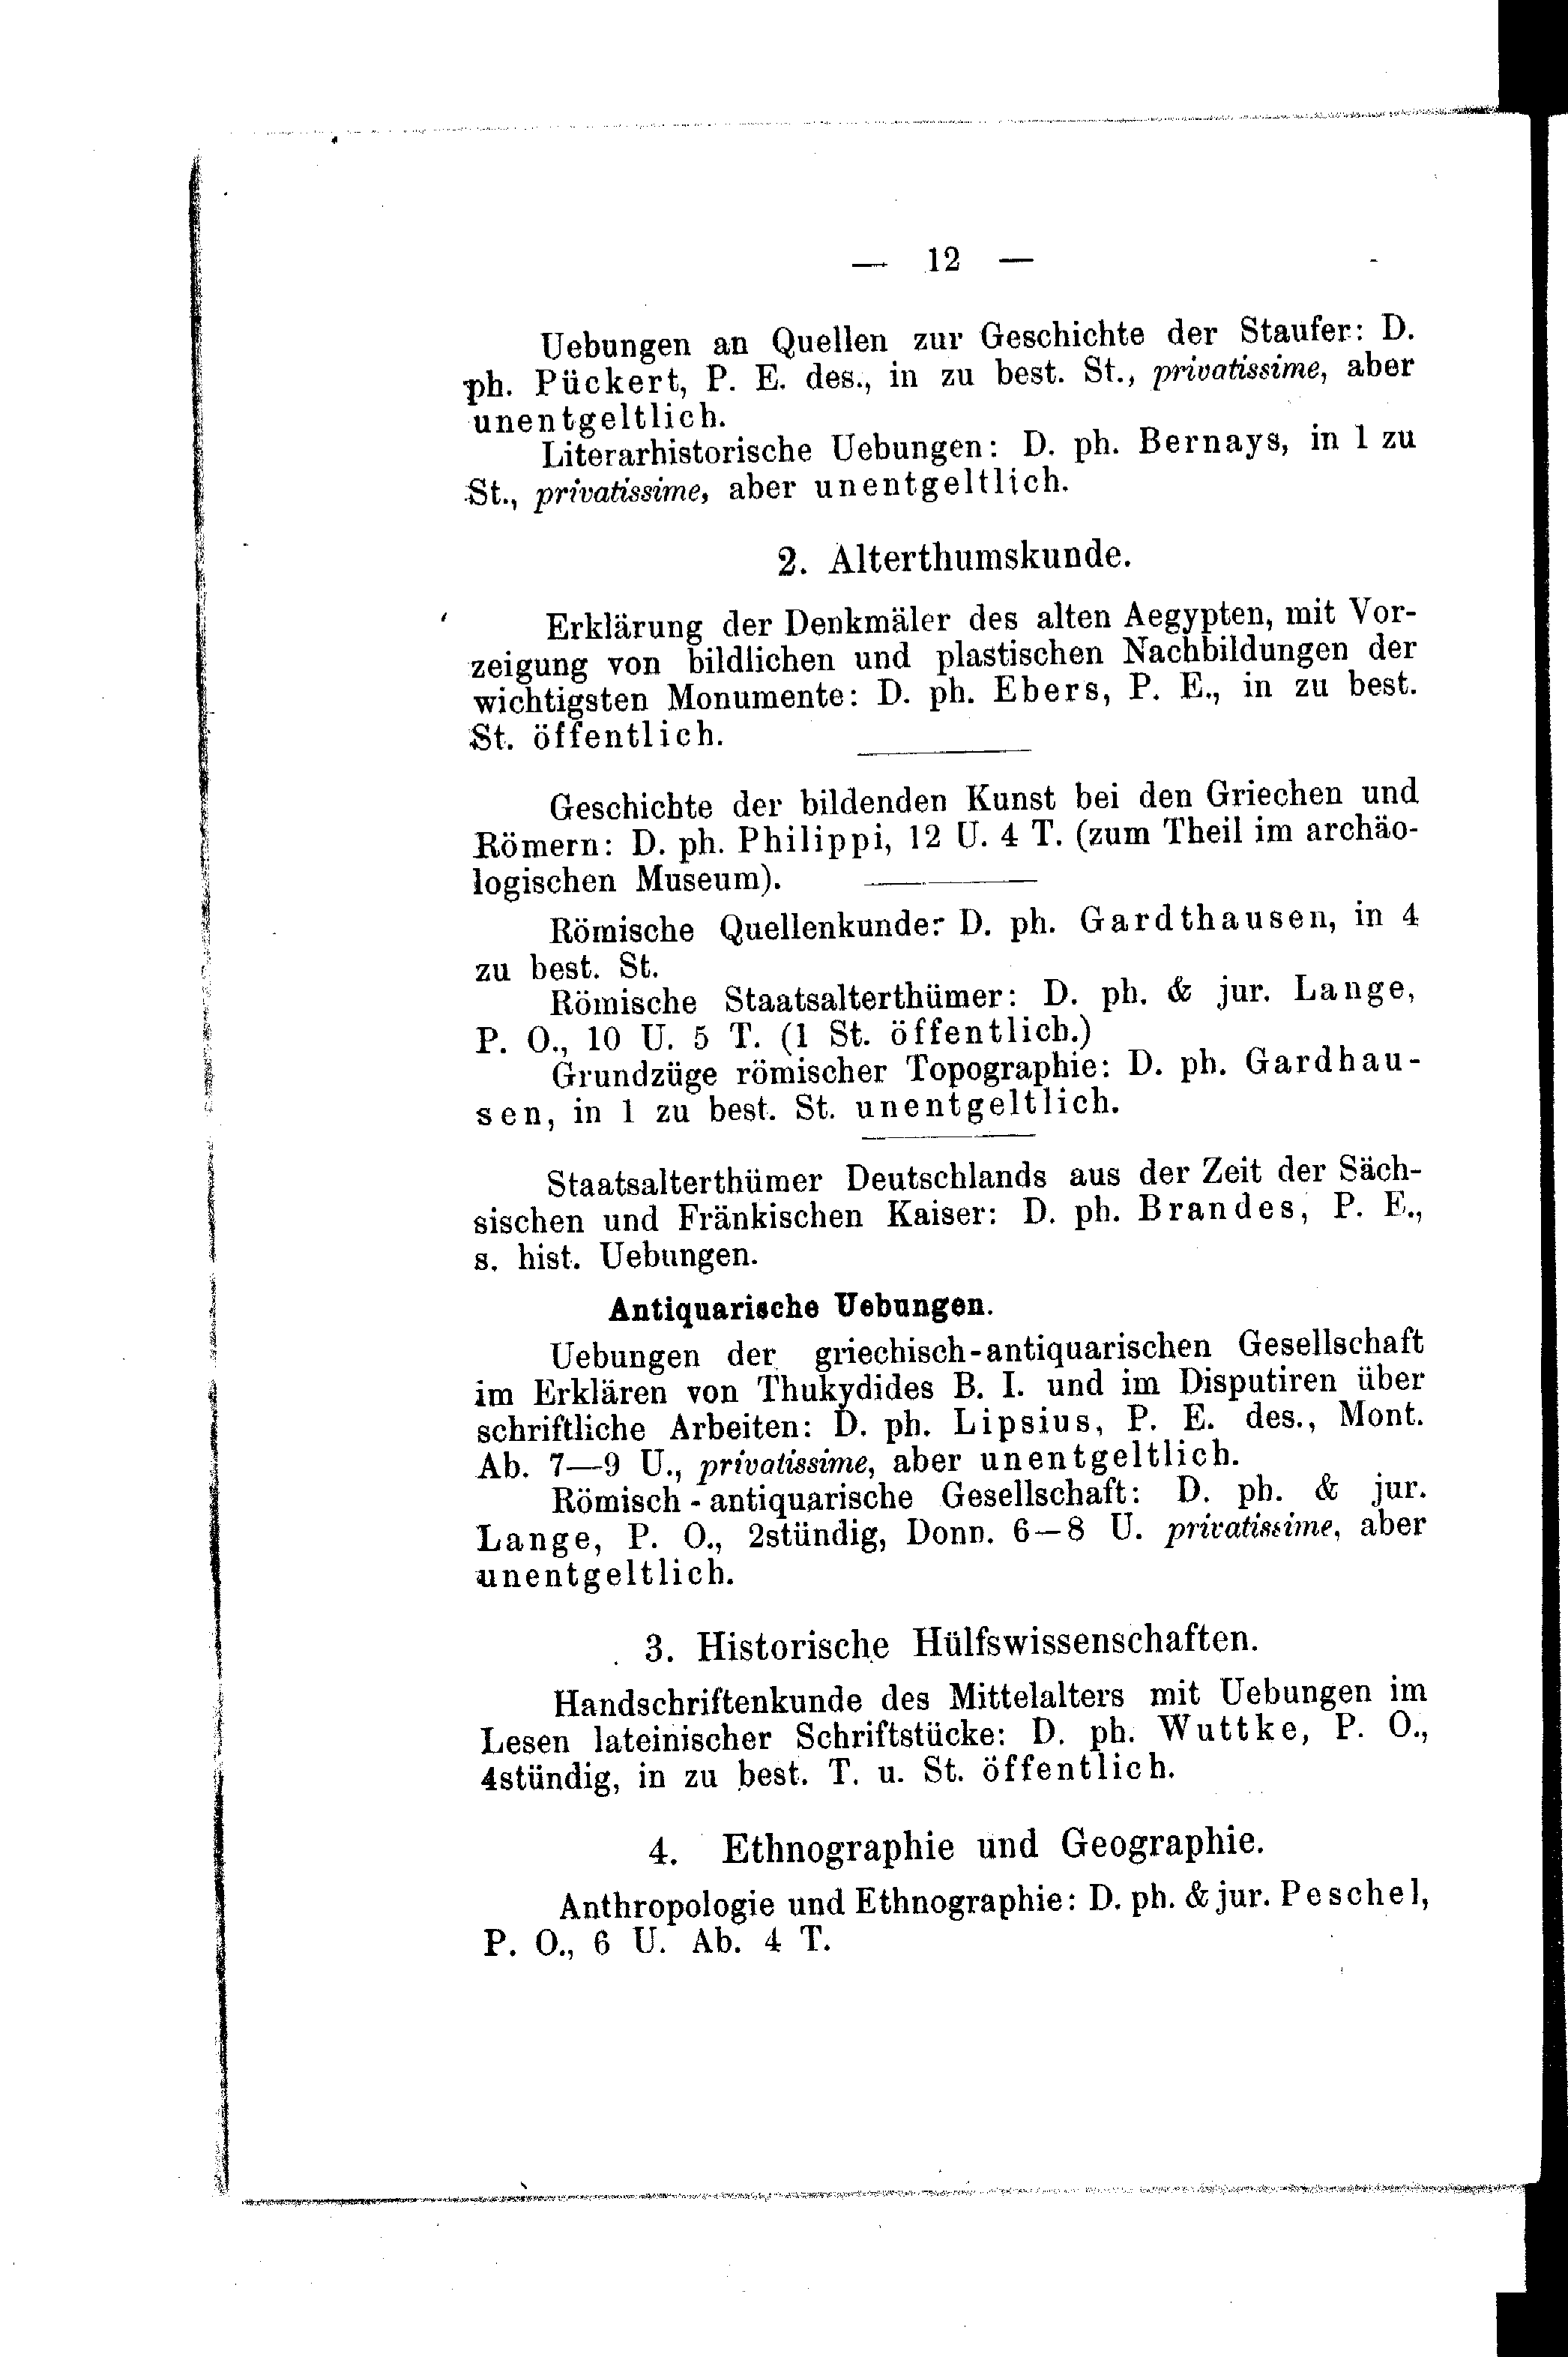 — 12 —
Uebungen an Quellen zur Geschichte der Staufer: D.
ph. Pückert, P. E. des., in zu best. St., privatissime, aber
unentgeltlich.
Literarhistorische Uebungen: D. ph. Bernays, in 1 zu
St., privatissime, aber unentgeltlich.
2. Alterthumskunde.
Erklärung der Denkmäler des alten Aegypten, mit Vor-
zeigung von bildlichen und plastischen Nachbildungen der
wichtigsten Monumente: D. ph. Ebers, P. E., in zu best.
St. öffentlich.
Geschichte der bildenden Kunst bei den Griechen und
Römern: D. ph. Philippi, 12 U. 4 T. (zum Theil im archäo-
logischen Museum).
Römische Quellenkunde: D. ph. Gardthausen, in 4
zu best. St.
Römische Staatsalterthümer: D. ph. & jur. Lange,
P. O., 10 U. 5 T. (1 St. öffentlich.)
Grundzüge römischer Topographie: D. ph. Gardhau-
sen, in 1 zu best. St. unentgeltlich.
Staatsalterthümer Deutschlands aus der Zeit der Säch-
sischen und Fränkischen Kaiser: D. ph. Brandes, P. E.,
s. hist. Uebungen.
Antiquarische Uebungen.
Uebungen der griechisch-antiquarischen Gesellschaft
im Erklären von Thukydides B. I. und im Disputiren über
schriftliche Arbeiten: D. ph. Lipsius, P. E. des., Mont.
Ab. 7—9 U., privatissime, aber unentgeltlich.
Römisch-antiquarische Gesellschaft: D. ph. & jur.
Lange, P. O., 2stündig, Donn. 6—8 U. privatissime, aber
unentgeltlich.
3. Historische Hülfswissenschaften.
Handschriftenkunde des Mittelalters mit Uebungen im
Lesen lateinischer Schriftstücke: D. ph. Wuttke, P. O.,
4stündig, in zu best. T. u. St. öffentlich.
4. Ethnographie und Geographie.
Anthropologie und Ethnographie: D. ph. & jur. Peschel,
P. O., 6 U. Ab. 4 T.